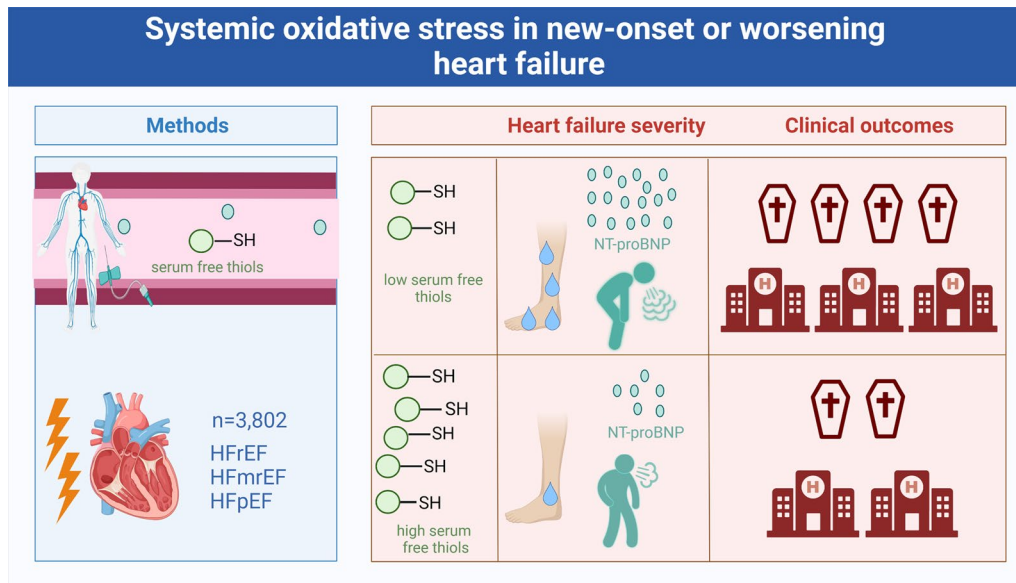 Systemic oxidative stress in new-onset or worsening
heart failure
Methods
SH
serum free thiols
n=3,802
HFrEF
HFmrEF
HFpEF
Heart failure severity
Clinical outcomes
SH
SH
low serum free
thiols
NT-proBNP
H
H
H
SH
SH
SH
SH
SH
high serum
free thiols
NT-proBNP
H
H